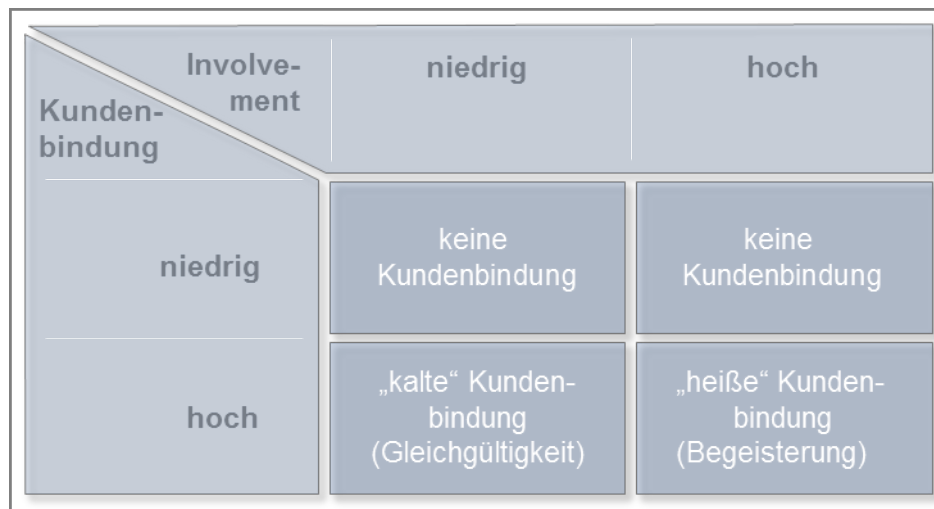 Involve-
ment
niedrig
hoch
Kunden-
bindung
niedrig
keine
Kundenbindung
keine
Kundenbindung
hoch
„kalte“ Kunden-
bindung
(Gleichgültigkeit)
„heiße“ Kunden-
bindung
(Begeisterung)